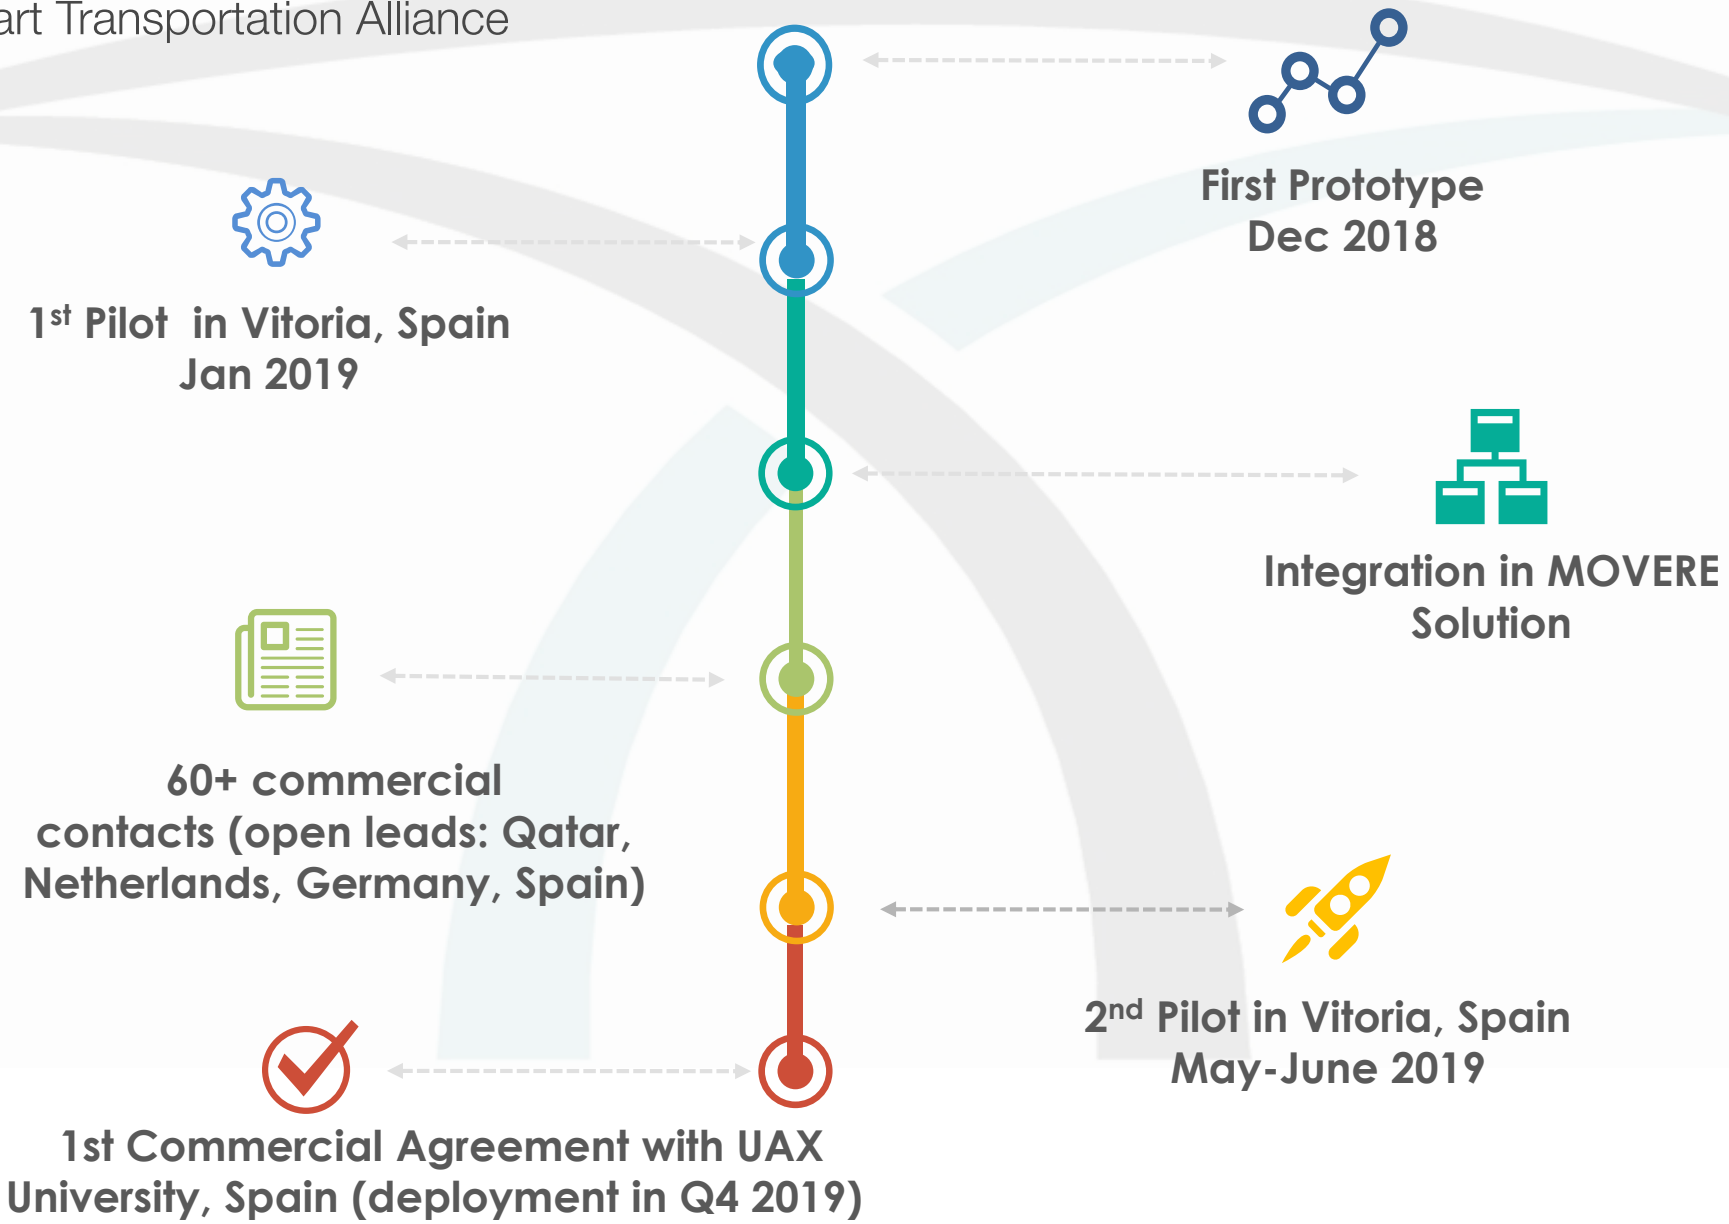 art Transportation Alliance
First Prototype
Dec 2018
1st Pilot in Vitoria, Spain
Jan 2019
Integration in MOVERE
Solution
60+ commercial
contacts (open leads: Qatar,
Netherlands, Germany, Spain)
2nd Pilot in Vitoria, Spain
May-June 2019
1st Commercial Agreement with UAX
University, Spain (deployment in Q4 2019)